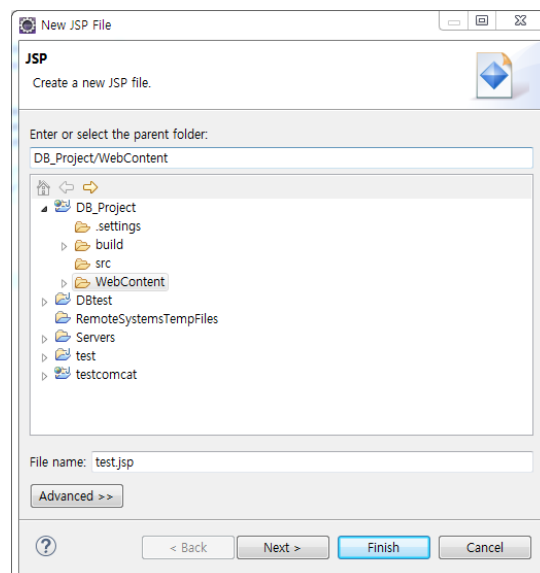 New JSP File
JSP
Create a new JSP file.
Enter or select the parent folder:
DB_Project/WebContent
DB_Project
.settings
build
src
WebContent
DBtest
RemoteSystemsTempFiles
Servers
test
testcomcat
File name: test.jsp
Advanced >>
? < Back Next > Finish Cancel